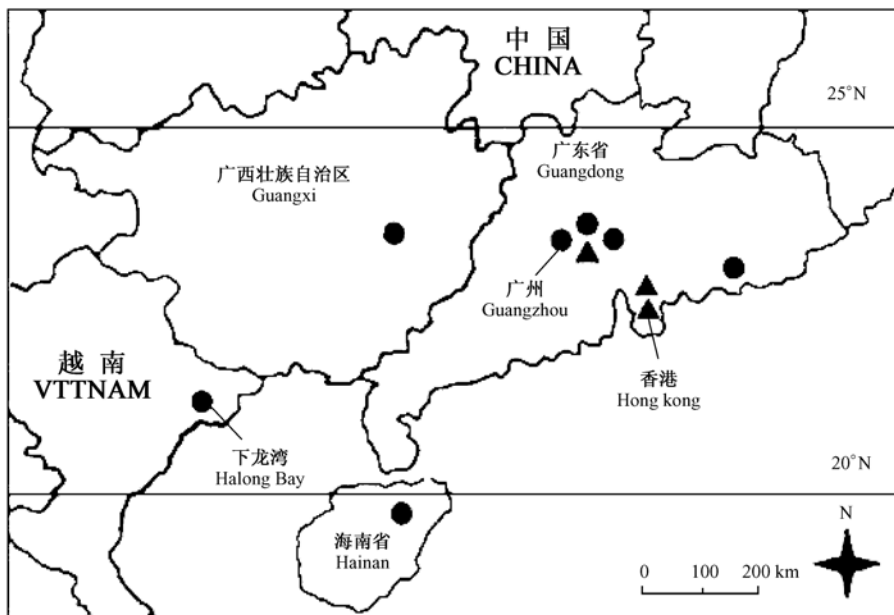 中 国
CHINA
25°N
广东省
Guangdong
广西壮族自治区
Guangxi
广州
Guangzhou
越 南
VTTNAM
香港
Hong kong
下龙湾
Halong Bay
20°N
海南省
Hainan
N
0 100 200 km